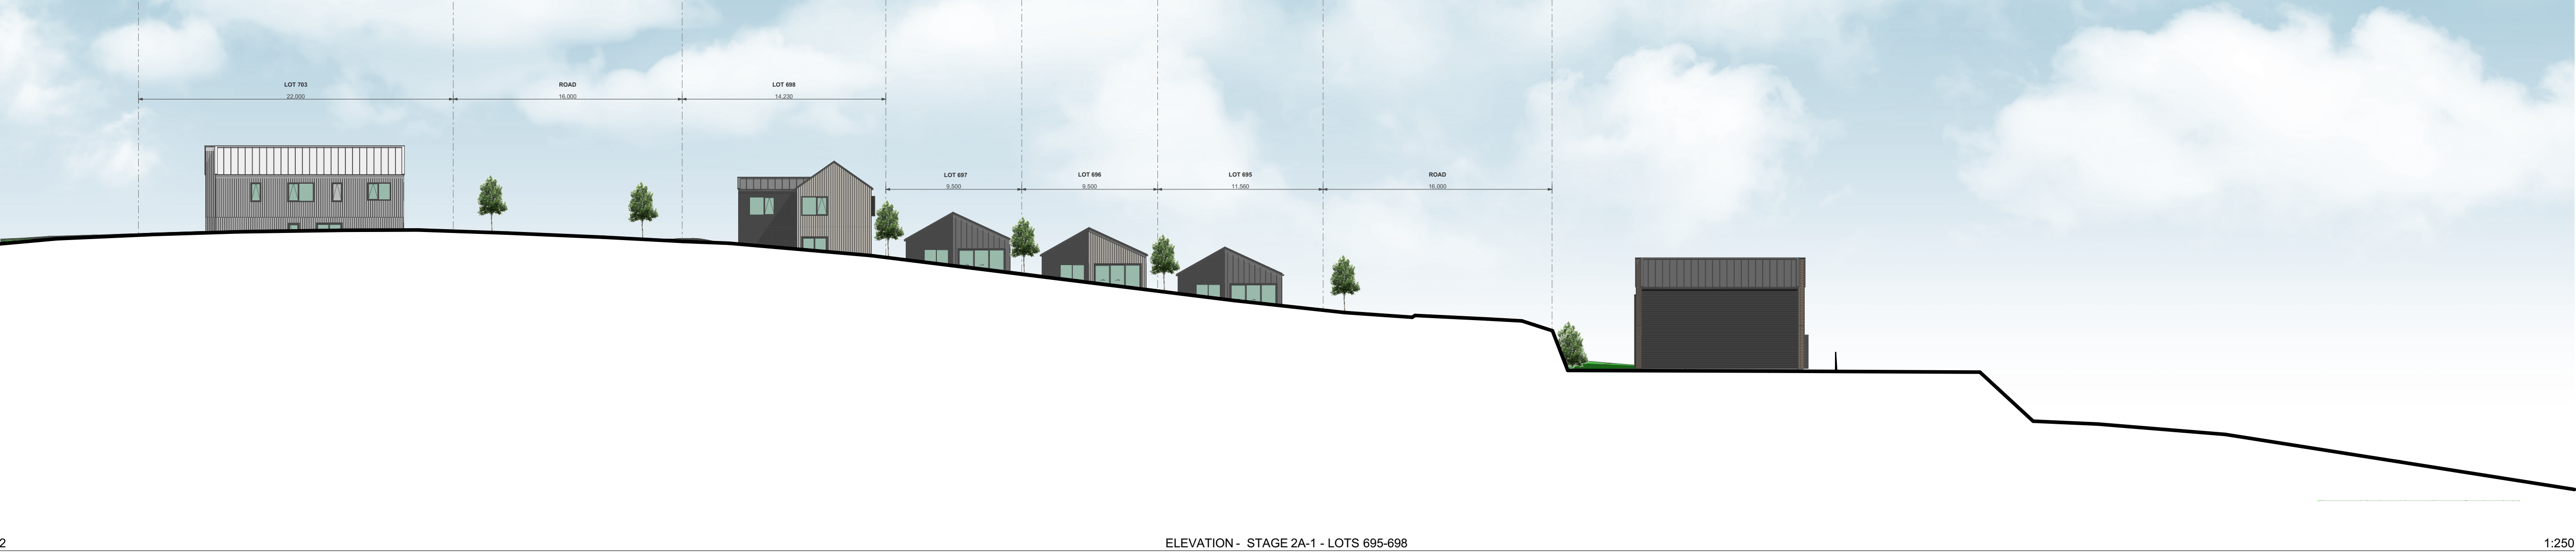 LOT 703
22,000
ROAD
16,000
LOT 698
14,230
LOT 697
9,500
LOT 696
9,500
LOT 695
11,560
ROAD
16,000
2
ELEVATION - STAGE 2A-1 - LOTS 695-698
1:250